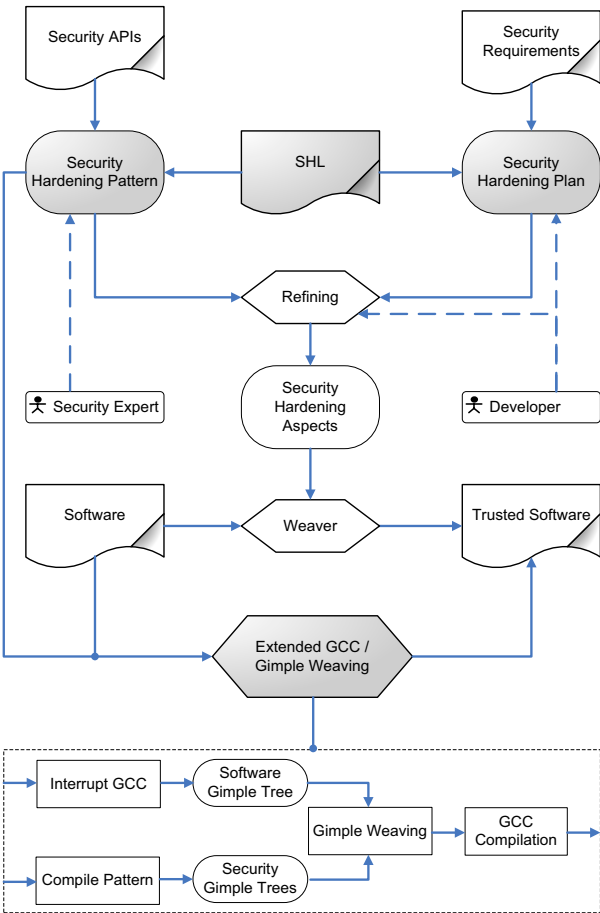 Security APIs
Security
Requirements
Security
Hardening Pattern
SHL
Security
Hardening Plan
Refining
Security
Hardening
Aspects
Security Expert
Developer
Software
Weaver
Trusted Software
Extended GCC /
Gimple Weaving
Interrupt GCC
Software
Gimple Tree
Gimple Weaving
GCC
Compilation
Compile Pattern
Security
Gimple Trees